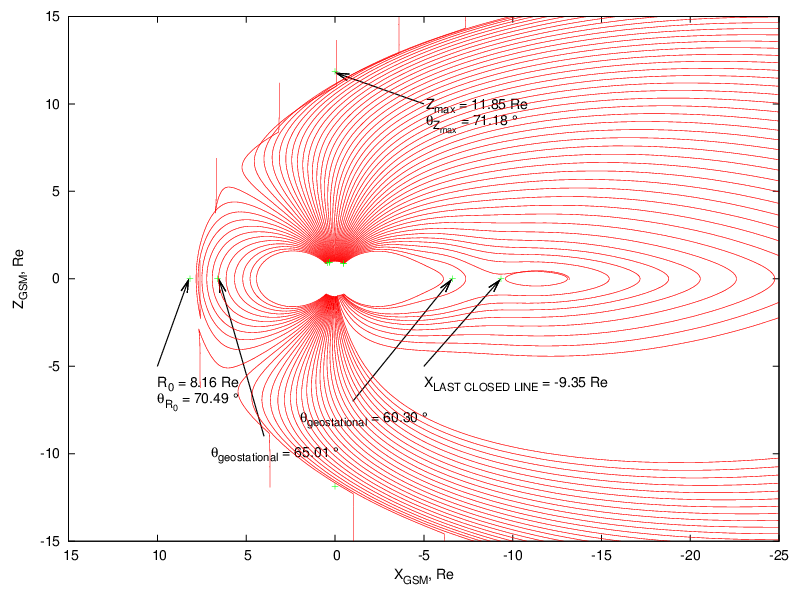 15
10
5
0
-5
-10
-15
Z_GSM, Re
Z_max = 11.85 Re
θ_Z_max = 71.18 °
R_0 = 8.16 Re
θ_R_0 = 70.49 °
X_LAST CLOSED LINE = -9.35 Re
θ_geostational = 60.30 °
θ_geostational = 65.01 °
15 10 5 0 -5 -10 -15 -20 -25
X_GSM, Re